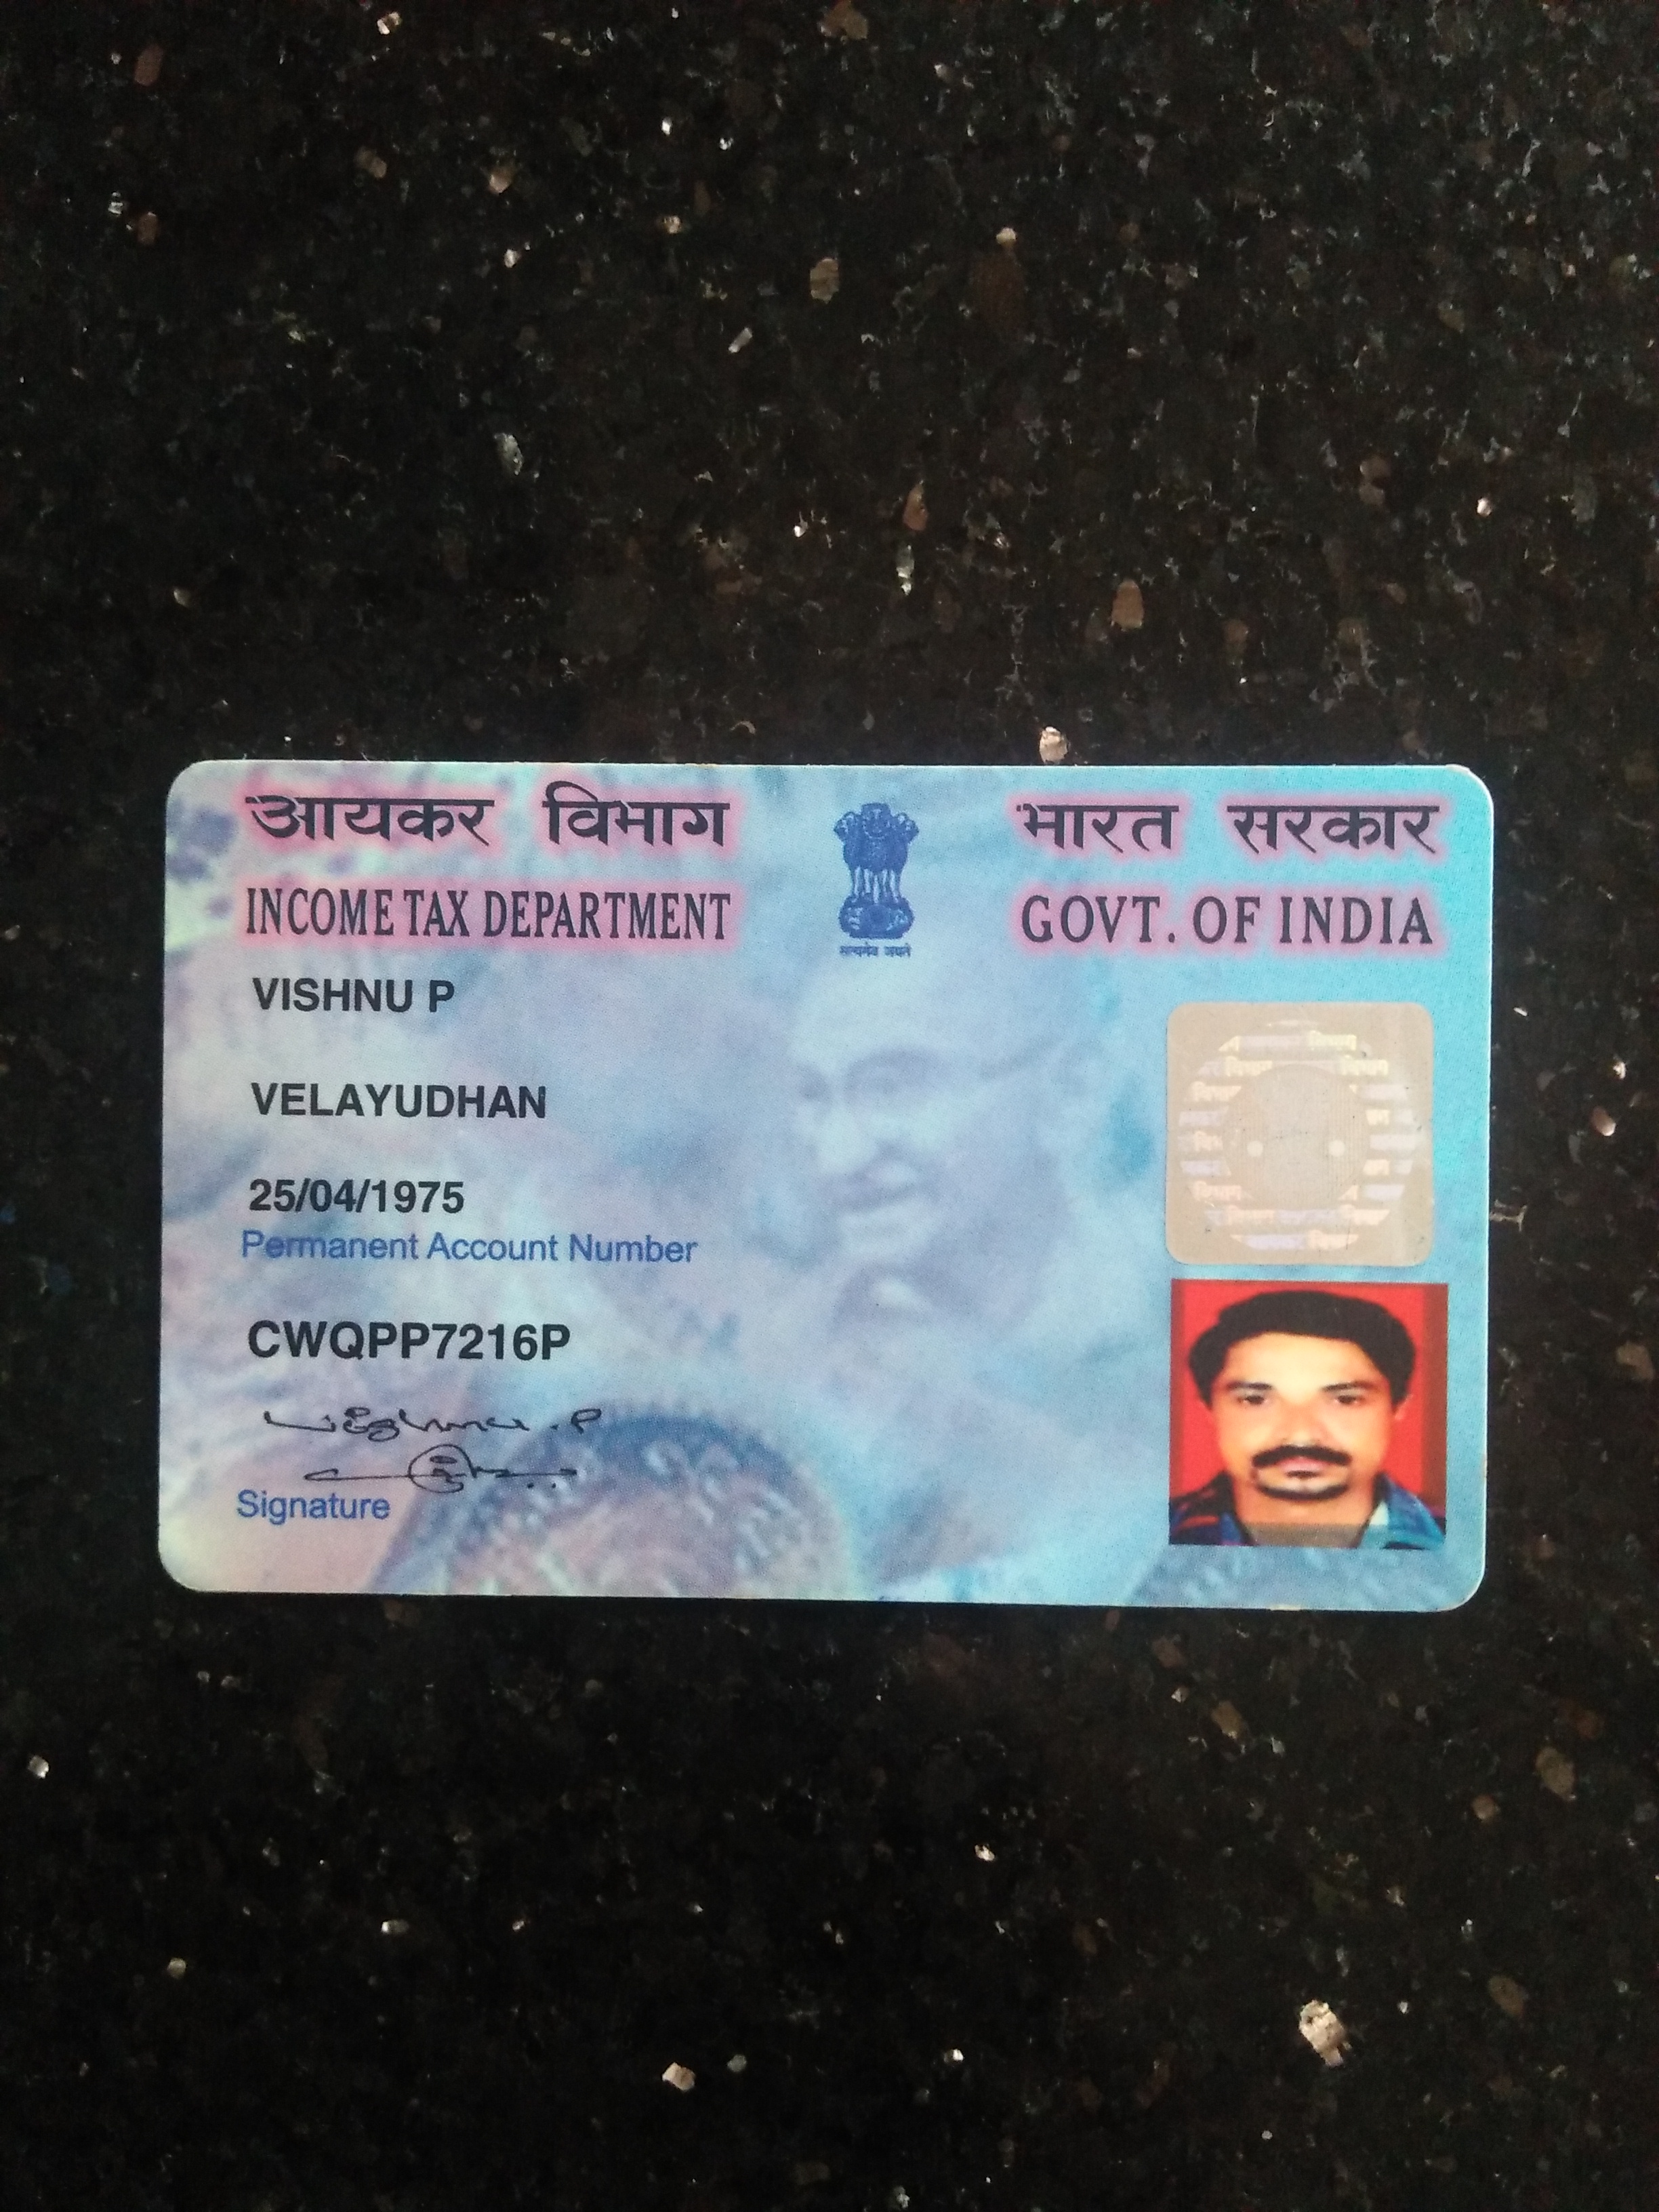 आयकर विभाग
भारत सरकार
INCOME TAX DEPARTMENT
GOVT. OF INDIA
सत्यमेव जयते
VISHNU P
VELAYUDHAN
25/04/1975
Permanent Account Number
CWQPP7216P
Signature